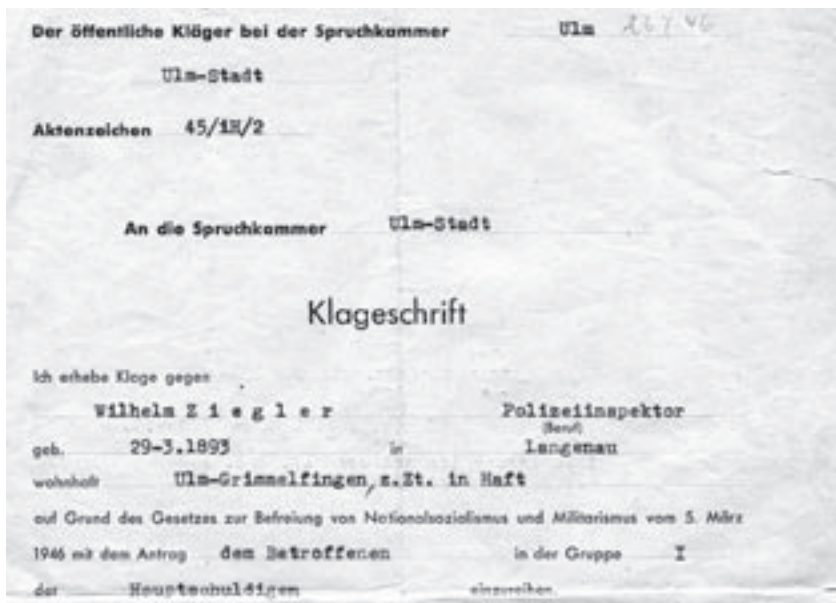 Der öffentliche Kläger bei der Spruchkammer Ulm
Ulm-Stadt
Aktenzeichen 45/1H/2
An die Spruchkammer Ulm-Stadt
Klageschrift
Ich erhebe Klage gegen
Wilhelm Z i e g l e r Polizeiinspektor
(Beruf)
geb. 29-3.1893 in Langenau
wohnhaft Ulm-Grimmelfingen, z.Zt. in Haft
auf Grund des Gesetzes zur Befreiung von Nationalsozialismus und Militarismus vom 5. März
1946 mit dem Antrag dem Betroffenen in der Gruppe I
der Hauptschuldigen einzureihen.